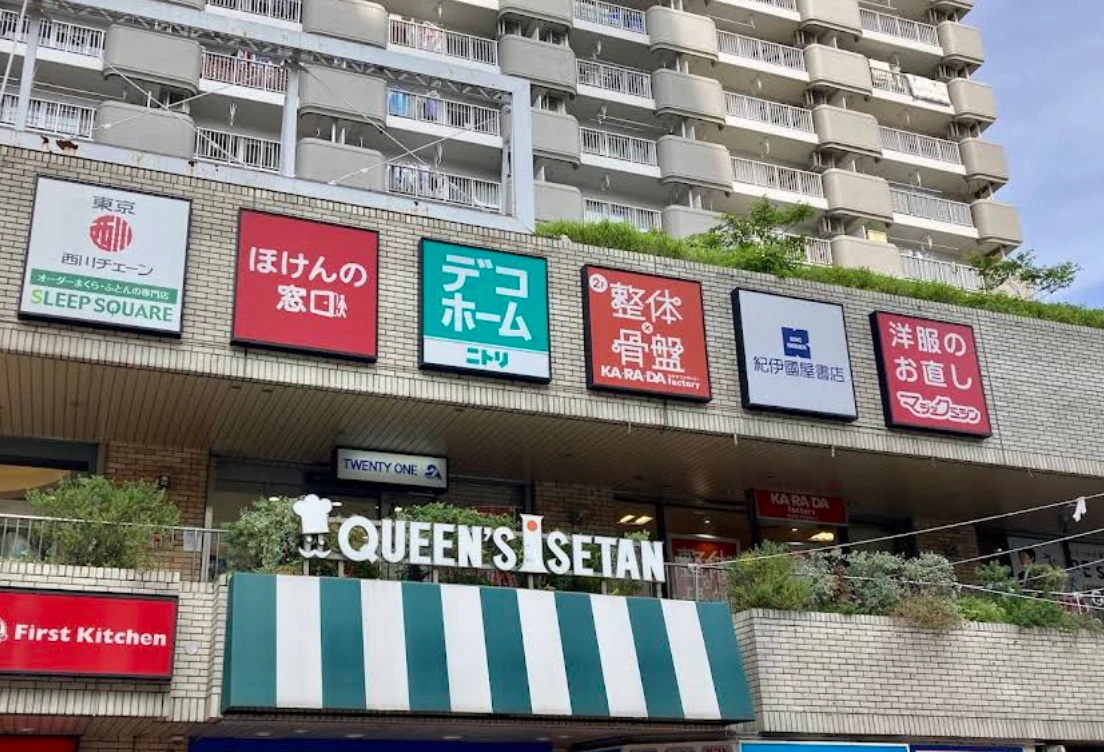 東京
西川
西川チェーン
オーダーまくら・ふとんの専門店
SLEEP SQUARE
ほけんの
窓口
デコ
ホーム
ニトリ
2F
整体
×
骨盤
KA・RA・DA factory
紀伊國屋書店
洋服の
お直し
マジックミシン
TWENTY ONE
QUEEN'S ISETAN
KA・RA・DA
factory
First Kitchen